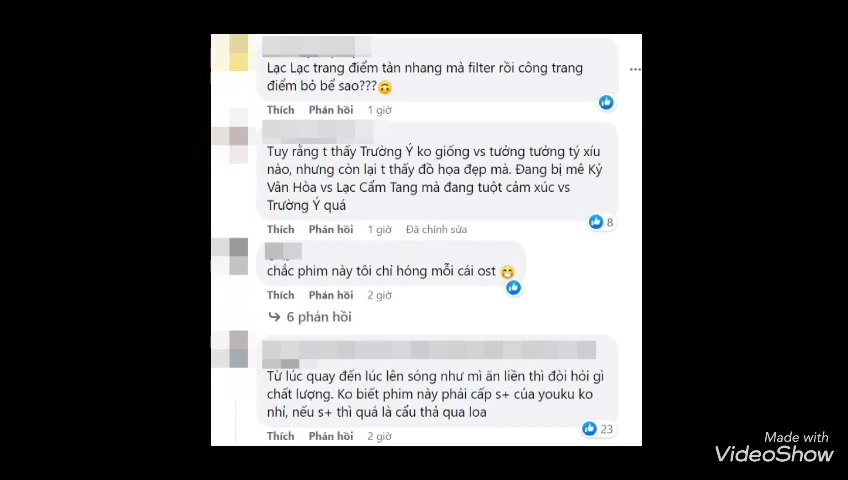 Lạc Lạc trang điểm tàn nhang mà filter rồi công trang
điểm bỏ bể sao???🙃
Thích Phản hồi 1 giờ
Tuy rằng t thấy Trường Ý ko giống vs tưởng tưởng tý xíu
nào, nhưng còn lại t thấy đồ họa đẹp mà. Đang bị mê Kỷ
Vân Hòa vs Lạc Cẩm Tang mà đang tuột cảm xúc vs
Trường Ý quá
8
Thích Phản hồi 1 giờ Đã chỉnh sửa
chắc phim này tôi chỉ hóng mỗi cái ost 😁
Thích Phản hồi 2 giờ
6 phản hồi
Từ lúc quay đến lúc lên sóng như mì ăn liền thì đòi hỏi gì
chất lượng. Ko biết phim này phải cấp s+ của youku ko
nhỉ, nếu s+ thì quá là cẩu thả qua loa
23
Thích Phản hồi 2 giờ
Made with
VideoShow